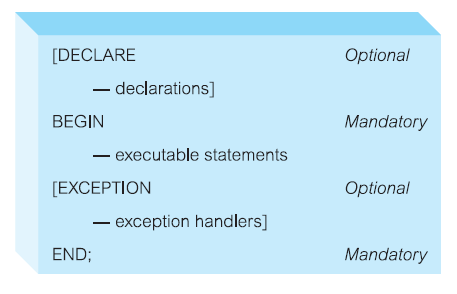 [DECLARE Optional
— declarations]
BEGIN Mandatory
— executable statements
[EXCEPTION Optional
— exception handlers]
END; Mandatory